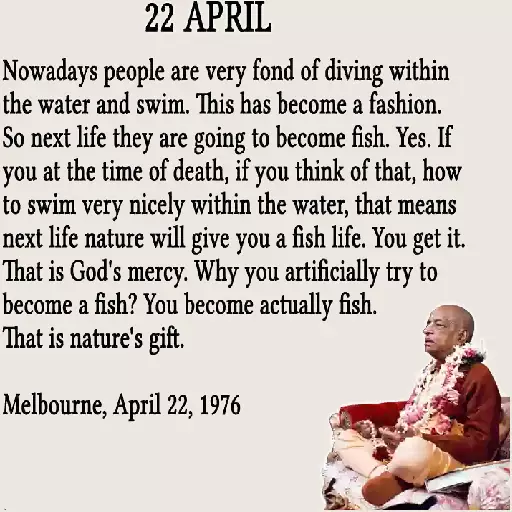 22 APRIL
Nowadays people are very fond of diving within
the water and swim. This has become a fashion.
So next life they are going to become fish. Yes. If
you at the time of death, if you think of that, how
to swim very nicely within the water, that means
next life nature will give you a fish life. You get it.
That is God's mercy. Why you artificially try to
become a fish? You become actually fish.
That is nature's gift.
Melbourne, April 22, 1976